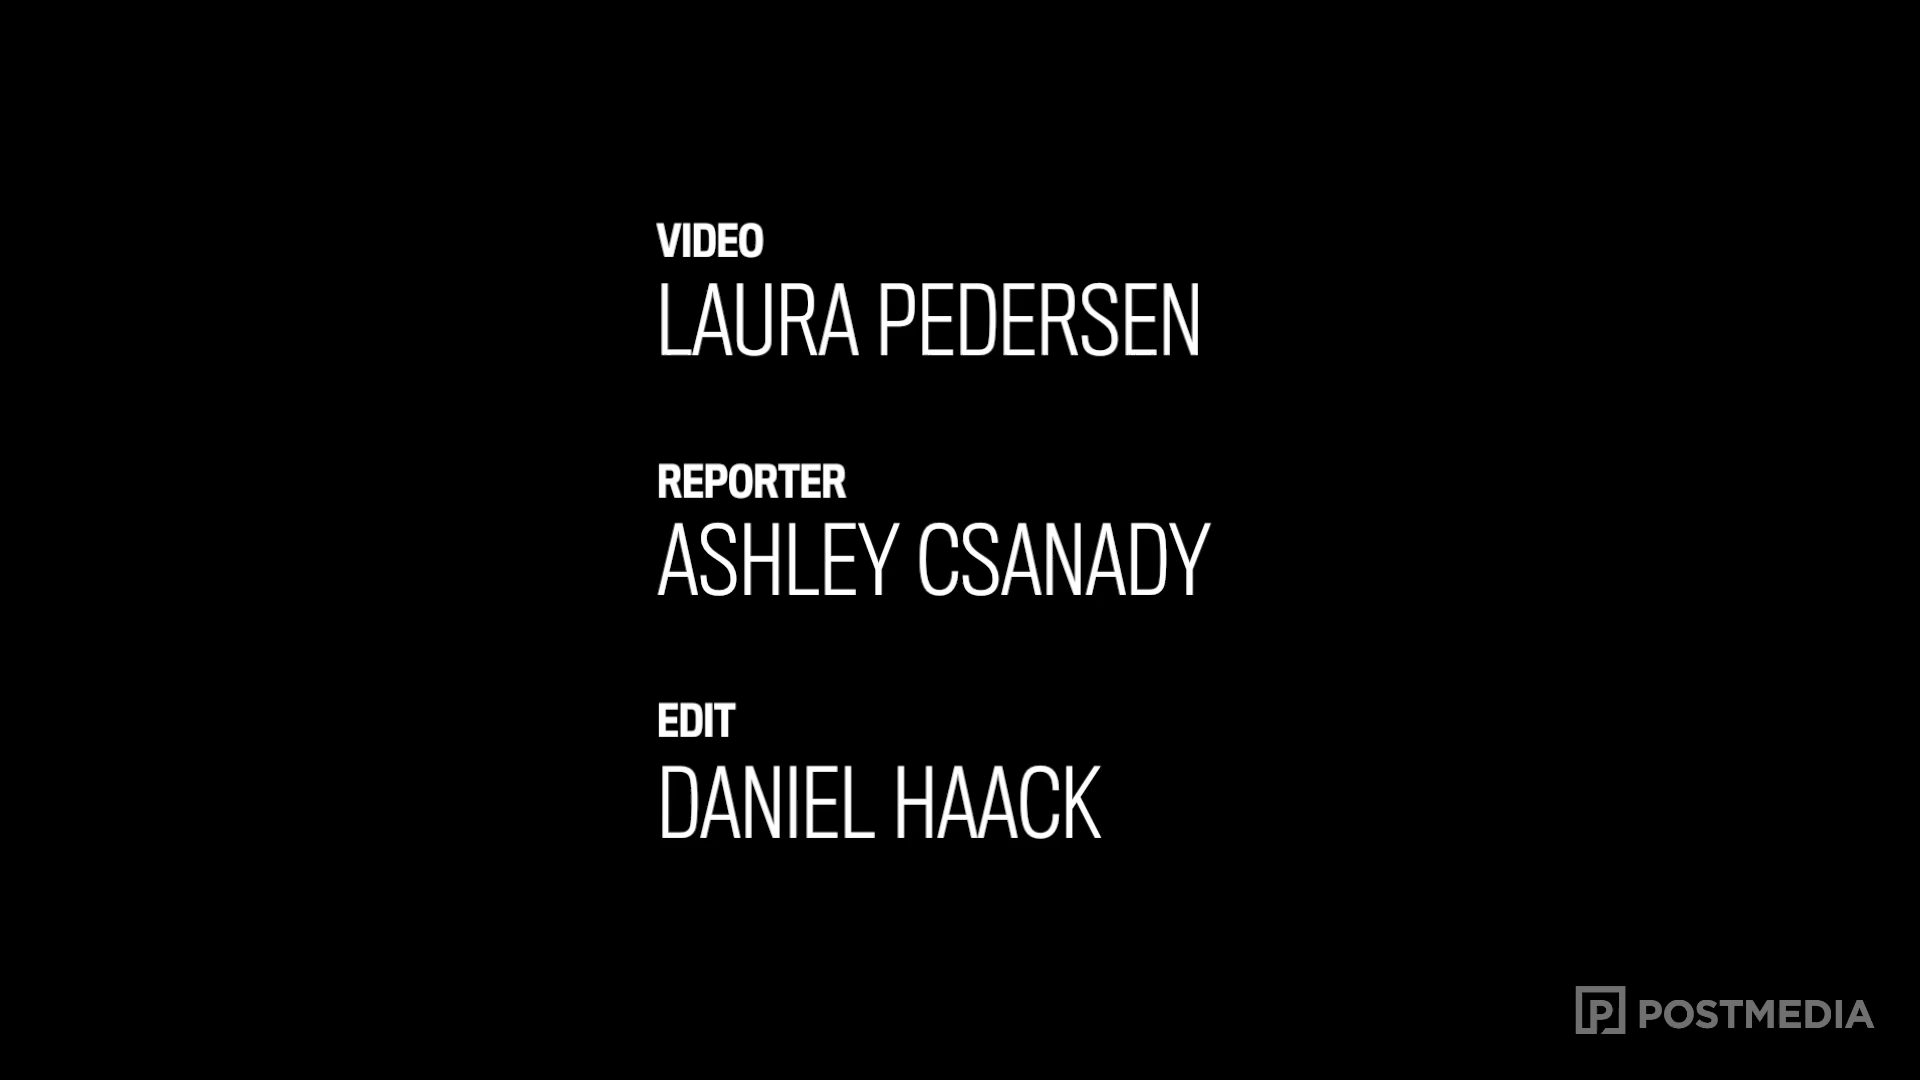 VIDEO
LAURA PEDERSEN
REPORTER
ASHLEY CSANADY
EDIT
DANIEL HAACK
P POSTMEDIA